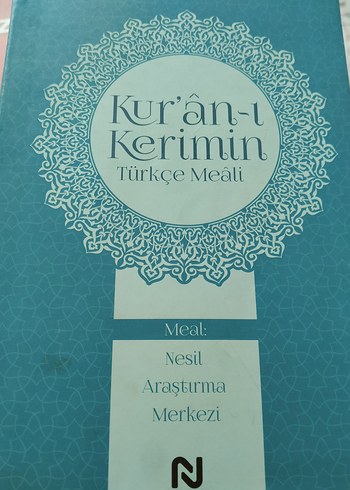 Kur'ân-ı
Kerimin
Türkçe Meâli
Meal:
Nesil
Araştırma
Merkezi
N